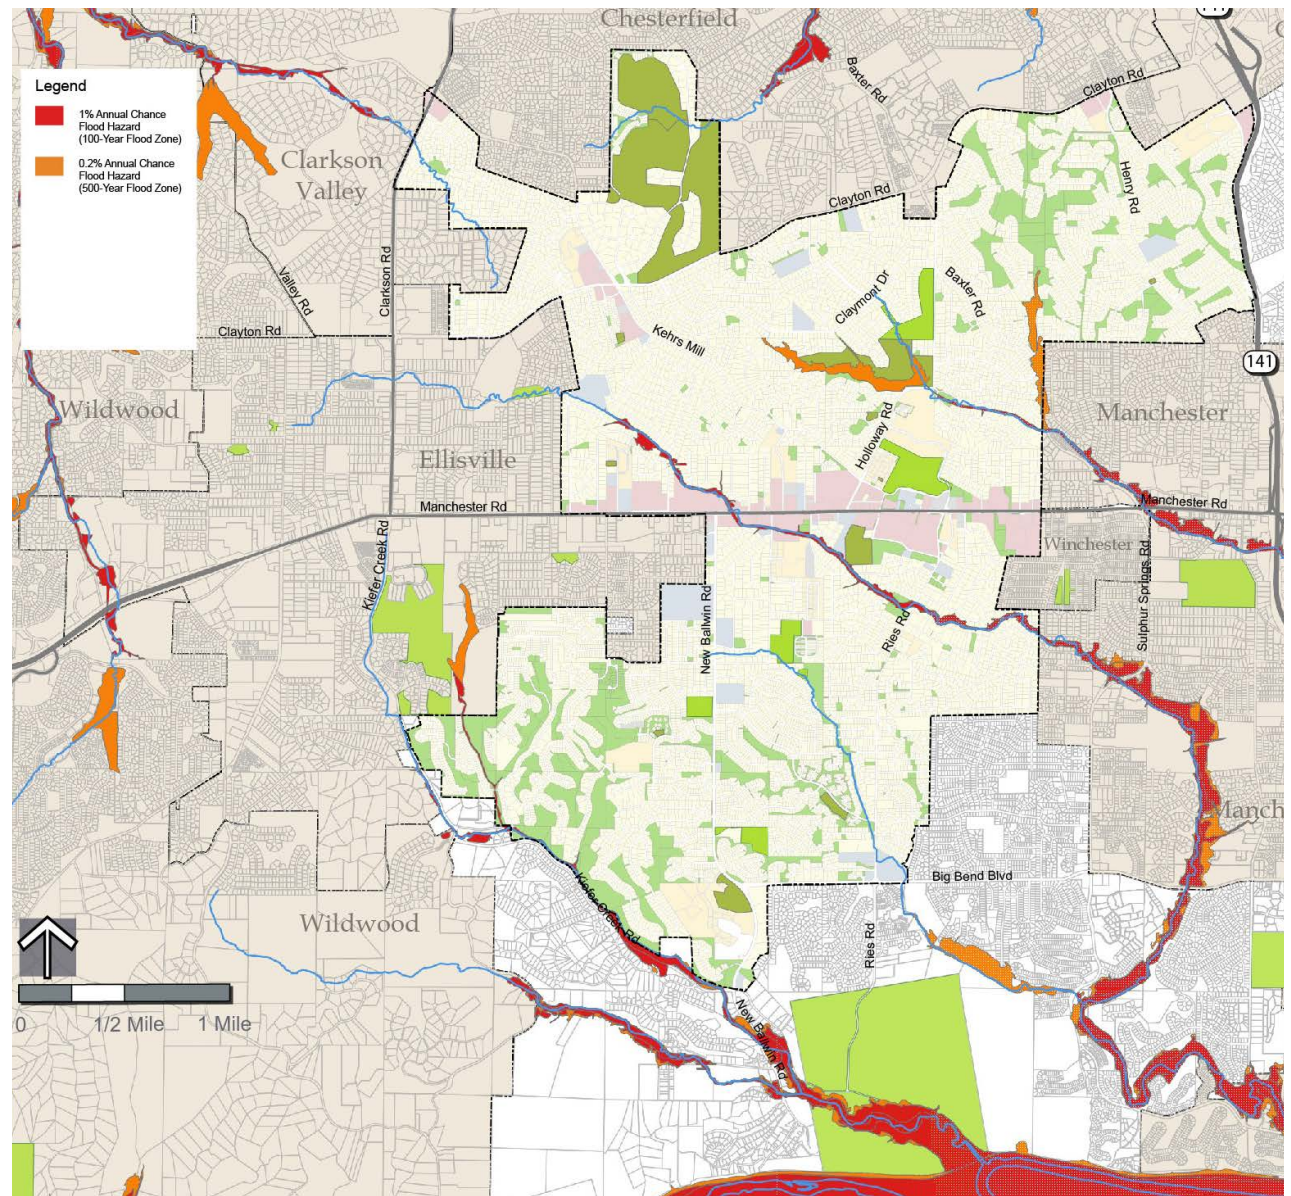 Chesterfield
141
Baxter Rd
Clayton Rd
Legend
1% Annual Chance
Flood Hazard
(100-Year Flood Zone)
0.2% Annual Chance
Flood Hazard
(500-Year Flood Zone)
Clarkson
Valley
Henry Rd
Clayton Rd
Clarkson Rd
Valley Rd
Claymont Dr
Baxter Rd
Clayton Rd
Kehrs Mill
141
Wildwood
Manchester
Holloway Rd
Ellisville
Manchester Rd
Manchester Rd
Winchester
Kiefer Creek Rd
New Ballwin Rd
Ries Rd
Sulphur Springs Rd
Manch
Big Bend Blvd
Kiefer Creek Rd
Wildwood
Ries Rd
New Ballwin Rd
0 1/2 Mile 1 Mile